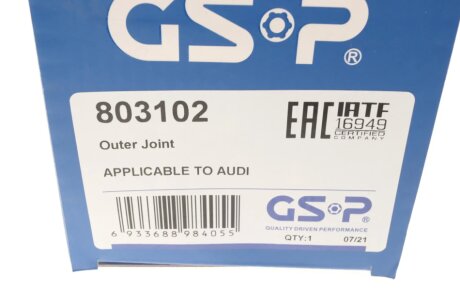 GSP®
803102
Outer Joint
APPLICABLE TO AUDI
EAC IATF
16949
CERTIFIED
COMPANY
6 933688 984055
GSP®
QUALITY DRIVEN PERFORMANCE
QTY:1 07/21